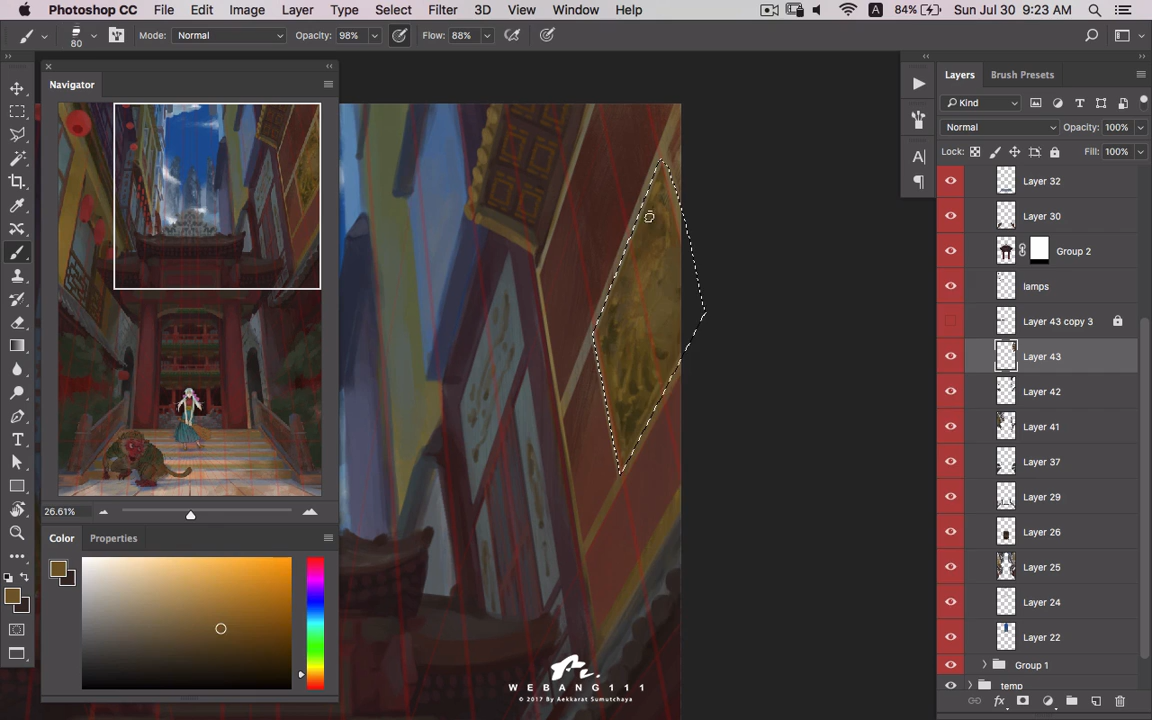 Photoshop CC File Edit Image Layer Type Select Filter 3D View Window Help 84% Sun Jul 30 9:23 AM
80 Mode: Normal Opacity: 98% Flow: 88%
Navigator
26.61%
Color Properties
Layers Brush Presets
Kind
Normal Opacity: 100%
Lock: Fill: 100%
Layer 32
Layer 30
Group 2
lamps
Layer 43 copy 3
Layer 43
Layer 42
Layer 41
Layer 37
Layer 29
Layer 26
Layer 25
Layer 24
Layer 22
Group 1
temp
WEBANG111
© 2017 By Aekkarat Sumutchaya